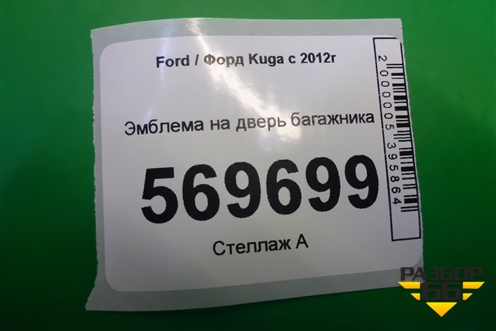 Ford / Форд Kuga с 2012г
Эмблема на дверь багажника
569699
Стеллаж А
2000005395864
РАЗБОР
66